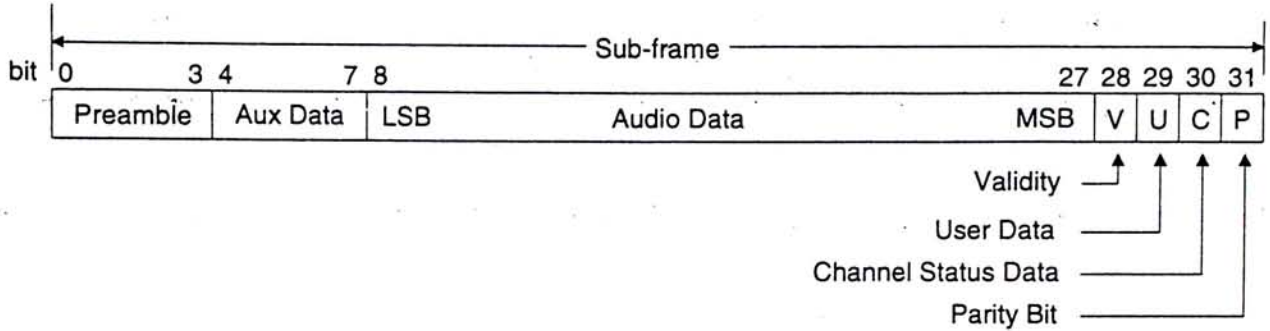 Sub-frame
bit 0 3 4 7 8 27 28 29 30 31
Preamble Aux Data LSB Audio Data MSB V U C P
Validity
User Data
Channel Status Data
Parity Bit